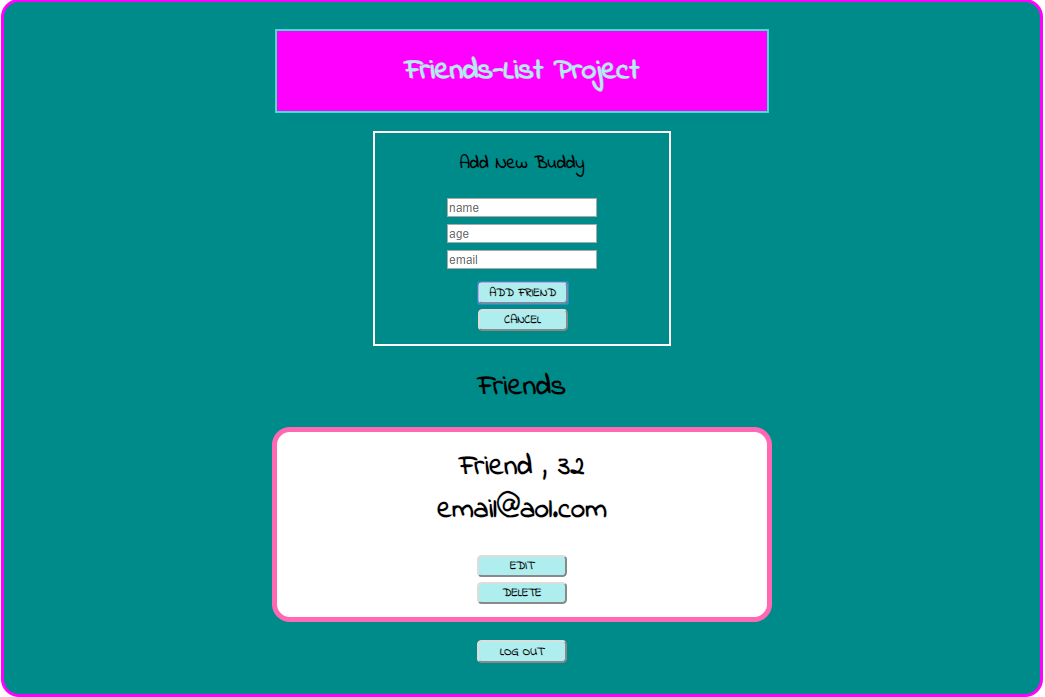 Friends-List Project
Add New Buddy
name
age
email
ADD FRIEND
CANCEL
Friends
Friend , 32
email@aol.com
EDIT
DELETE
LOG OUT